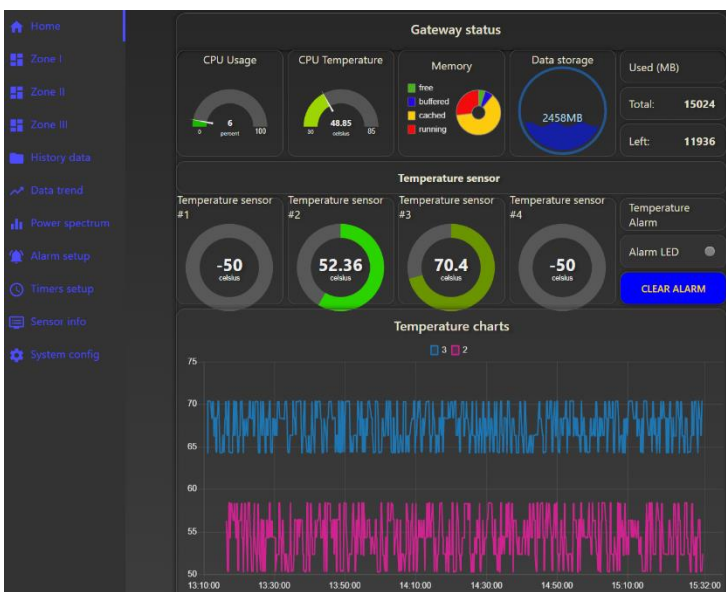 Home
Zone I
Zone II
Zone III
History data
Data trend
Power spectrum
Alarm setup
Timers setup
Sensor info
System config
Gateway status
CPU Usage
6
percent
0
100
CPU Temperature
48.85
celsius
30
85
Memory
free
buffered
cached
running
Data storage
2458MB
Used (MB)
Total: 15024
Left: 11936
Temperature sensor
Temperature sensor
#1
-50
celsius
Temperature sensor
#2
52.36
celsius
Temperature sensor
#3
70.4
celsius
Temperature sensor
#4
-50
celsius
Temperature
Alarm
Alarm LED
CLEAR ALARM
Temperature charts
3 2
75
70
65
60
55
50
13:10:00 13:30:00 13:50:00 14:10:00 14:30:00 14:50:00 15:10:00 15:32:00